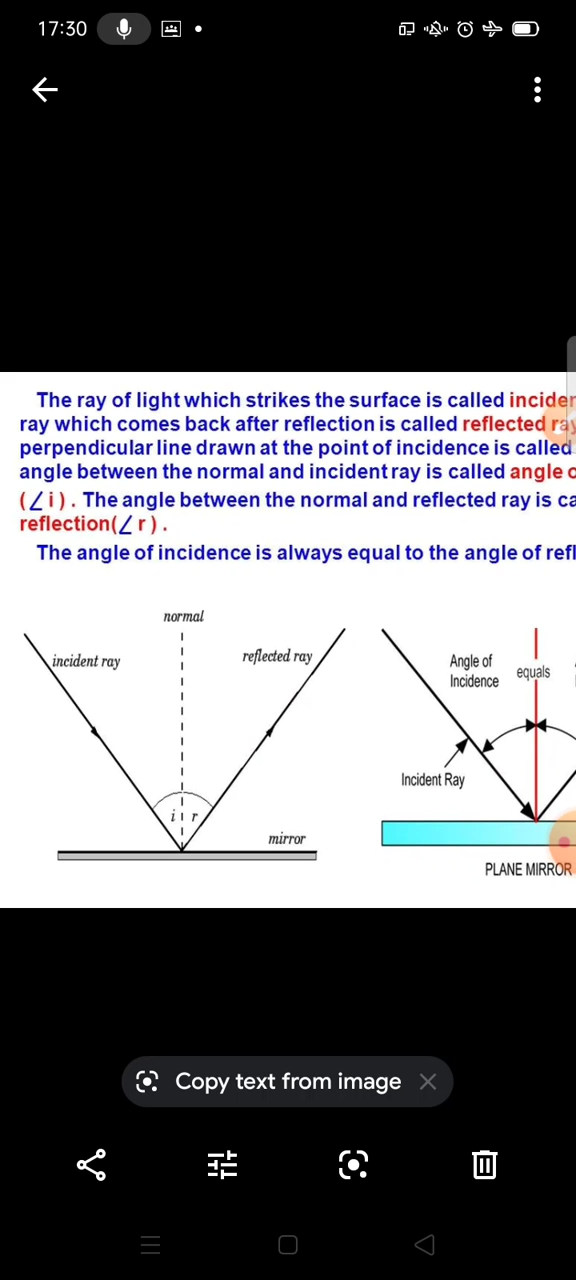 17:30
The ray of light which strikes the surface is called
ray which comes back after reflection is called reflected ray
perpendicular line drawn at the point of incidence is called
angle between the normal and incident ray is called angle
(∠i). The angle between the normal and reflected ray is
reflection(∠r).
The angle of incidence is always equal to the angle of
normal
incident ray
reflected ray
i r
mirror
Angle of
Incidence
equals
Incident Ray
PLANE MIRROR
Copy text from image